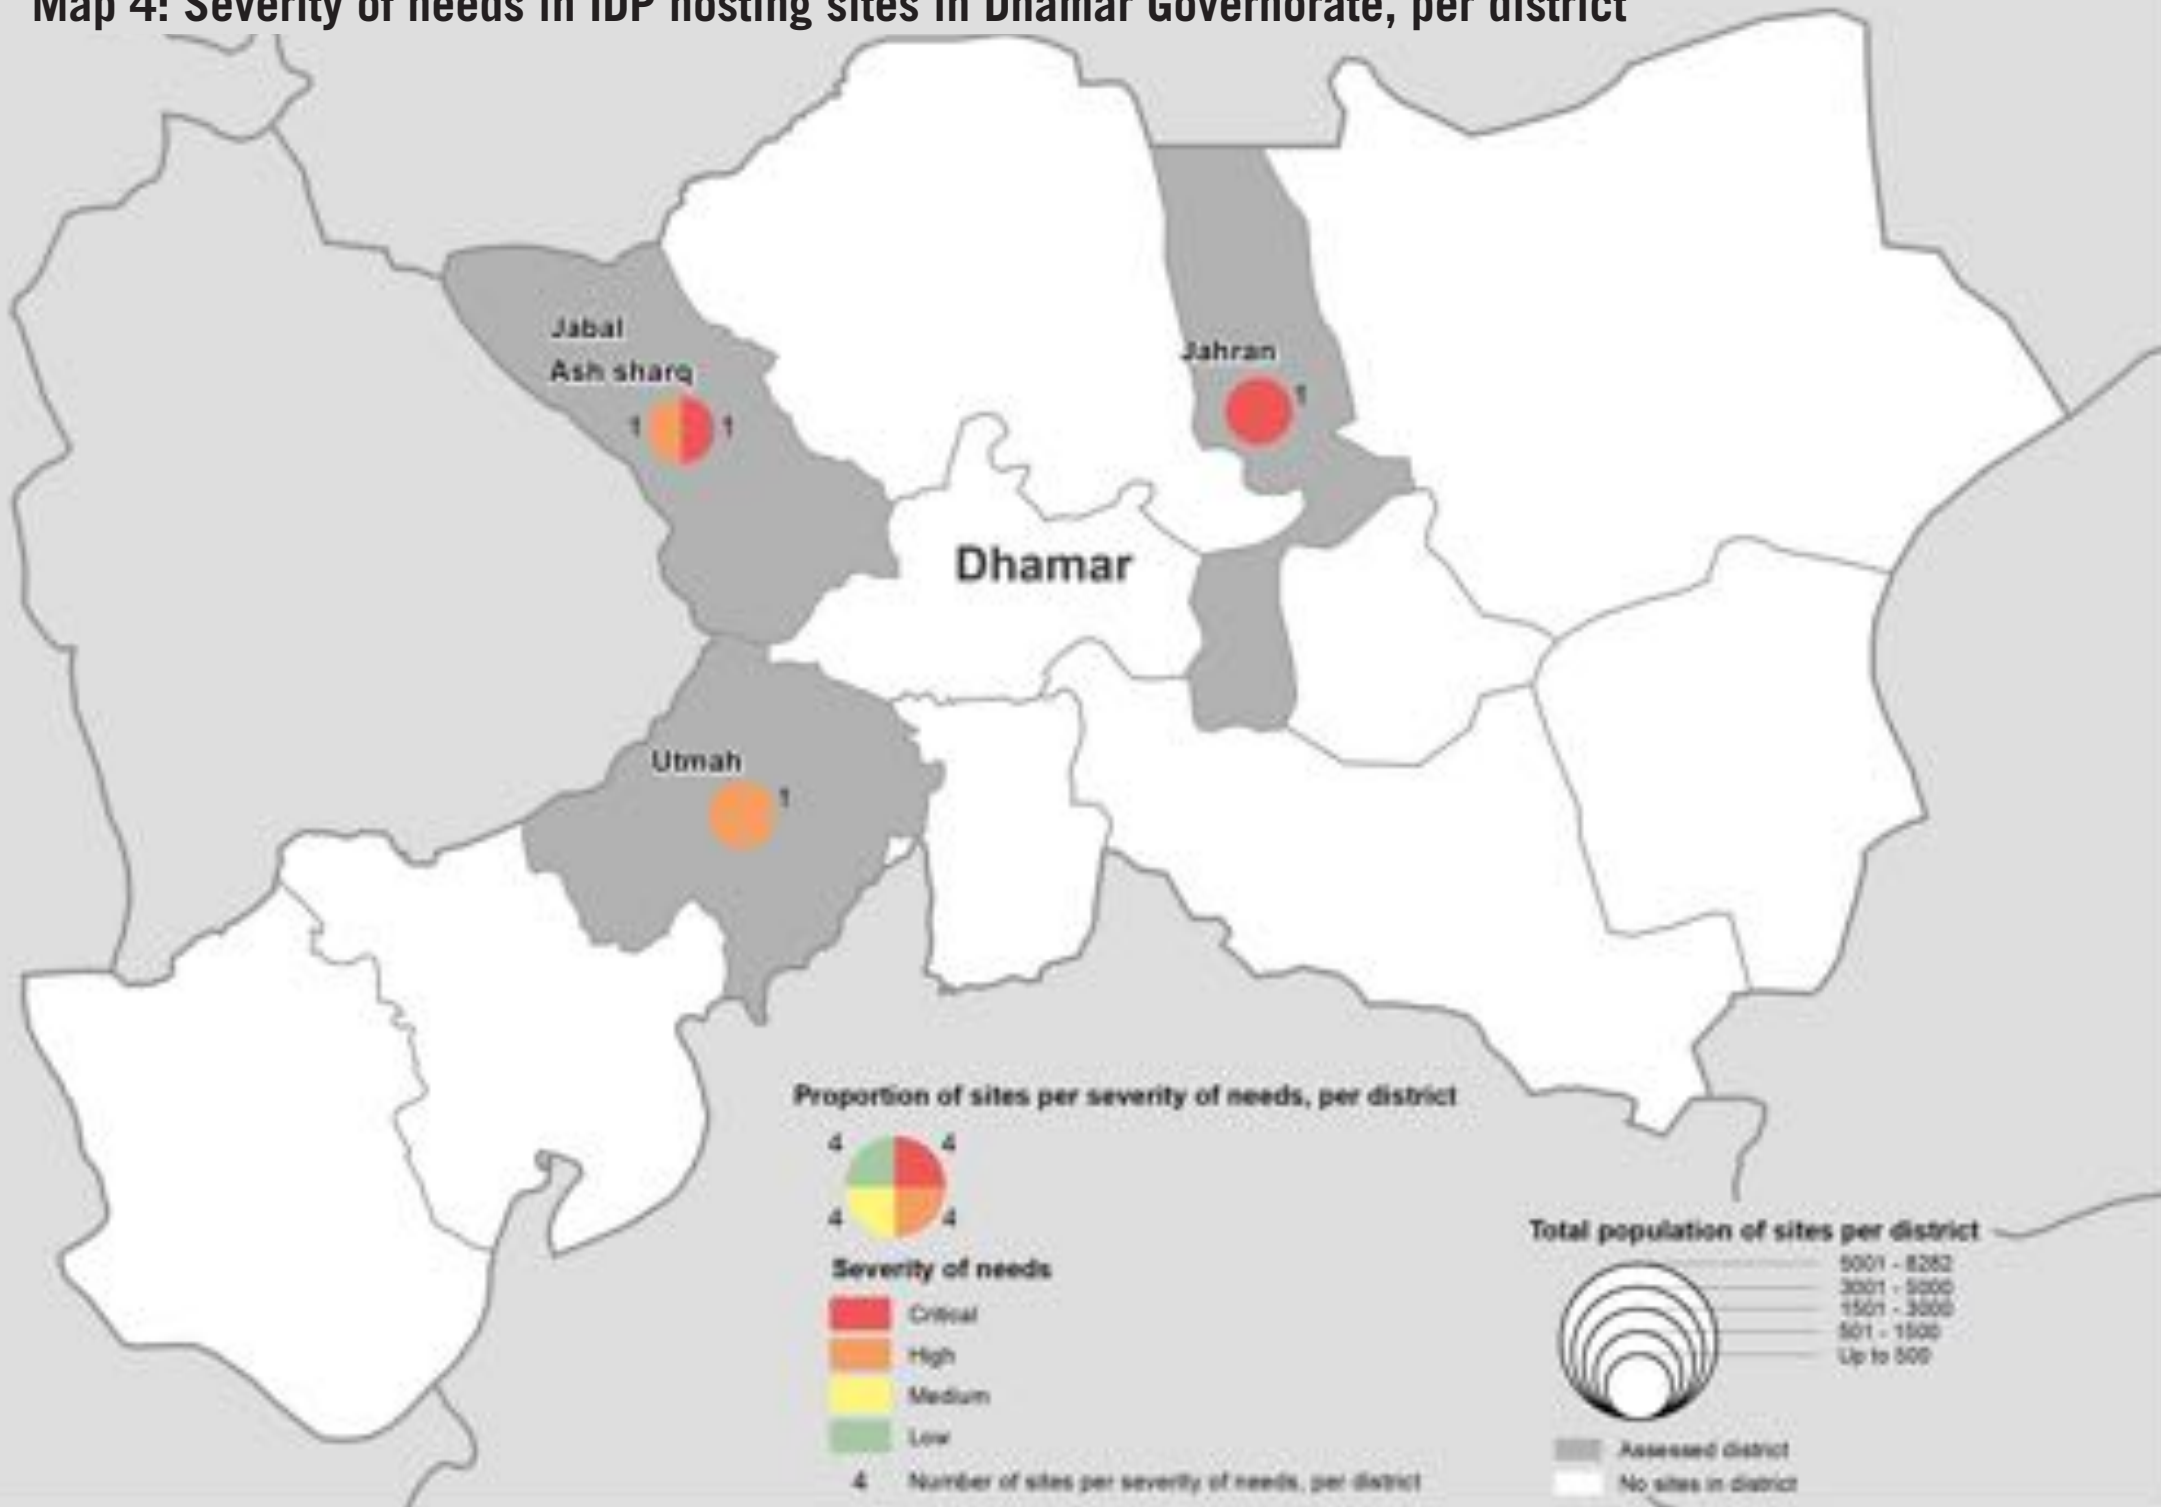 Map 4: Severity of needs in IDP hosting sites in Dhamar Governorate, per district
Jabal
Ash sharq
1 1
Jahran
1
Dhamar
Utmah
1
Proportion of sites per severity of needs, per district
4 4
4 4
Severity of needs
Critical
High
Medium
Low
4 Number of sites per severity of needs, per district
Total population of sites per district
5001 - 8282
3001 - 5000
1501 - 3000
501 - 1500
Up to 500
Assessed district
No sites in district